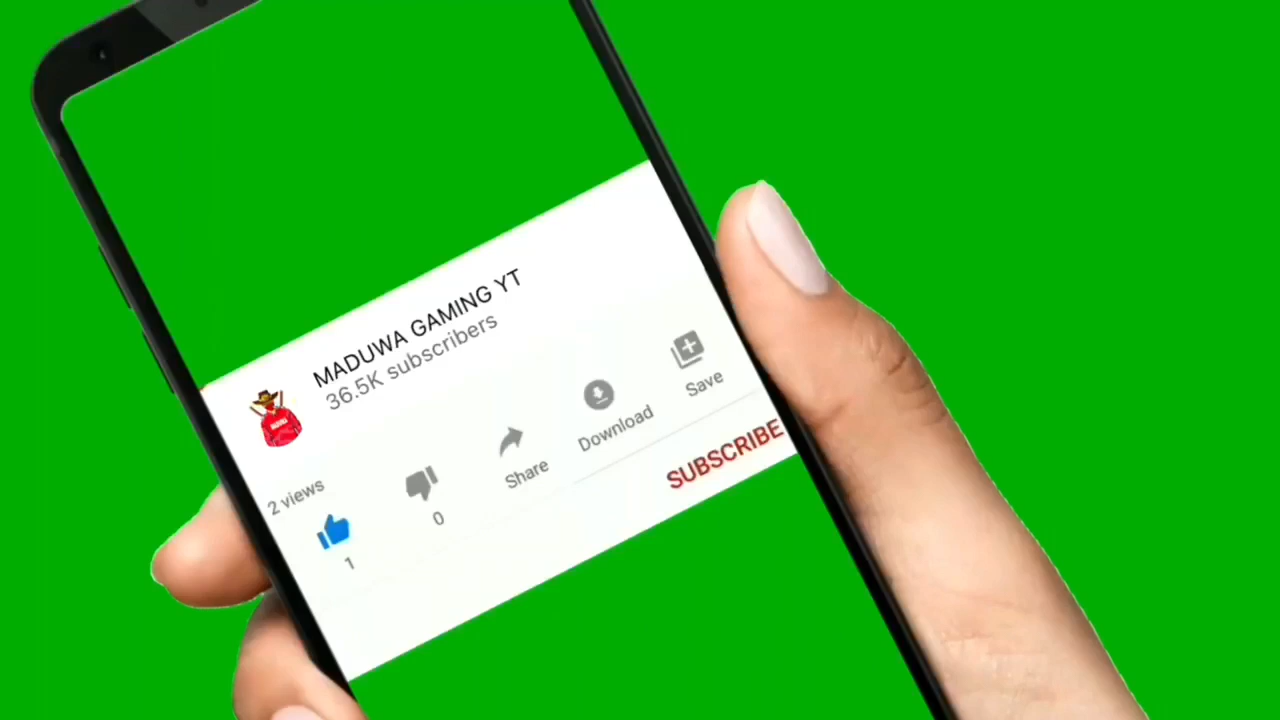 MADUWA GAMING YT
36.5K subscribers
2 views
1
0
Share
Download
Save
SUBSCRIBE